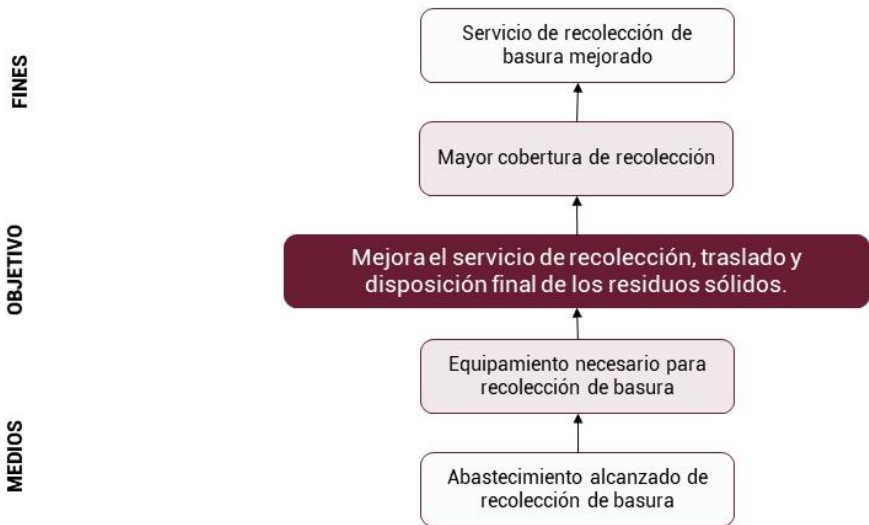 FINES
Servicio de recolección de
basura mejorado
Mayor cobertura de recolección
OBJETIVO
Mejora el servicio de recolección, traslado y
disposición final de los residuos sólidos.
MEDIOS
Equipamiento necesario para
recolección de basura
Abastecimiento alcanzado de
recolección de basura